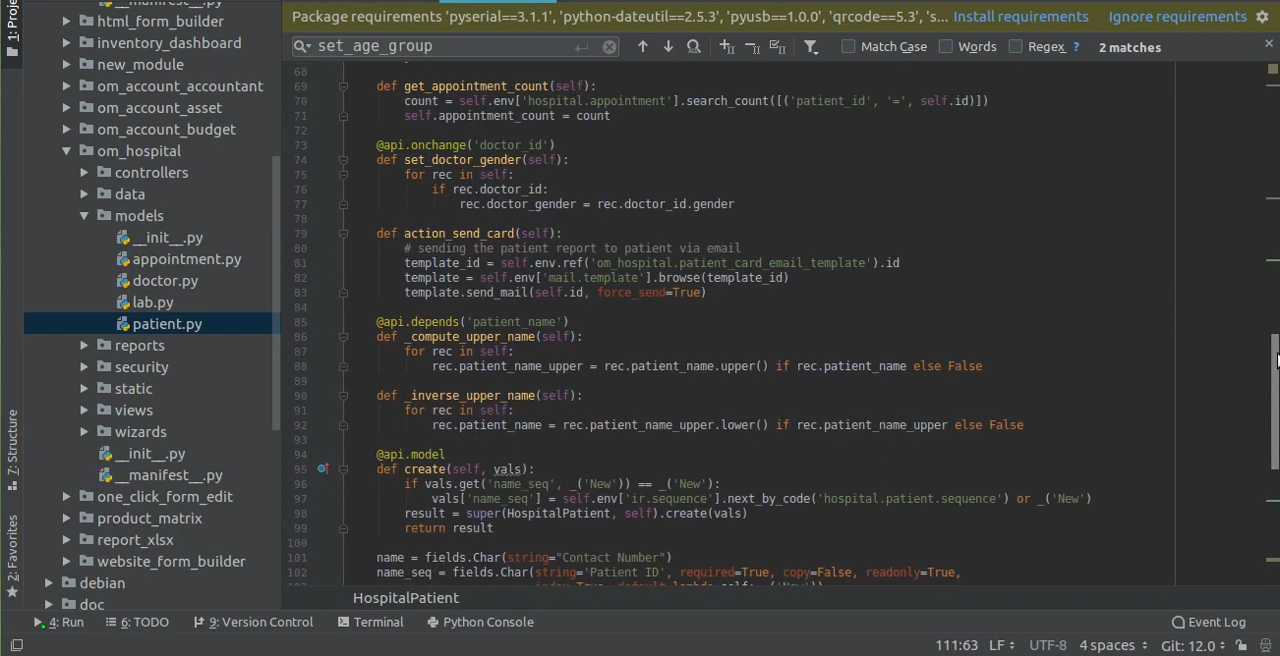 1: Proje
__manifest__.py
html_form_builder
inventory_dashboard
new_module
om_account_accountant
om_account_asset
om_account_budget
om_hospital
controllers
data
models
__init__.py
appointment.py
doctor.py
lab.py
patient.py
reports
security
static
views
wizards
__init__.py
__manifest__.py
one_click_form_edit
product_matrix
report_xlsx
website_form_builder
debian
doc
7: Structure
2: Favorites
Package requirements 'pyserial==3.1.1', 'python-dateutil==2.5.3', 'pyusb==1.0.0', 'qrcode==5.3', 's... Install requirements Ignore requirements
set_age_group Match Case Words Regex ? 2 matches
68
69 def get_appointment_count(self):
70 count = self.env['hospital.appointment'].search_count([('patient_id', '=', self.id)])
71 self.appointment_count = count
72
73 @api.onchange('doctor_id')
74 def set_doctor_gender(self):
75 for rec in self:
76 if rec.doctor_id:
77 rec.doctor_gender = rec.doctor_id.gender
78
79 def action_send_card(self):
80 # sending the patient report to patient via email
81 template_id = self.env.ref('om_hospital.patient_card_email_template').id
82 template = self.env['mail.template'].browse(template_id)
83 template.send_mail(self.id, force_send=True)
84
85 @api.depends('patient_name')
86 def _compute_upper_name(self):
87 for rec in self:
88 rec.patient_name_upper = rec.patient_name.upper() if rec.patient_name else False
89
90 def _inverse_upper_name(self):
91 for rec in self:
92 rec.patient_name = rec.patient_name_upper.lower() if rec.patient_name_upper else False
93
94 @api.model
95 def create(self, vals):
96 if vals.get('name_seq', _('New')) == _('New'):
97 vals['name_seq'] = self.env['ir.sequence'].next_by_code('hospital.patient.sequence') or _('New')
98 result = super(HospitalPatient, self).create(vals)
99 return result
100
101 name = fields.Char(string="Contact Number")
102 name_seq = fields.Char(string='Patient ID', required=True, copy=False, readonly=True,
HospitalPatient
4: Run 6: TODO 9: Version Control Terminal Python Console Event Log
111:63 LF UTF-8 4 spaces Git: 12.0